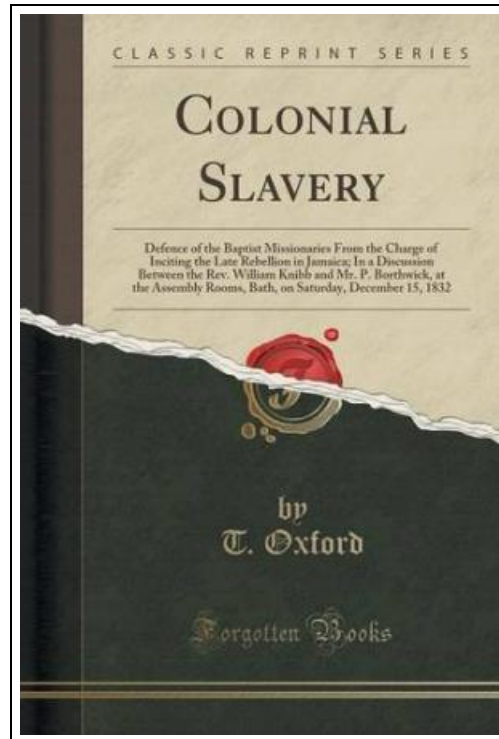 CLASSIC REPRINT SERIES
COLONIAL
SLAVERY
Defence of the Baptist Missionaries From the Charge of
Inciting the Late Rebellion in Jamaica; In a Discussion
Between the Rev. William Knibb and Mr. P. Borthwick, at
the Assembly Rooms, Bath, on Saturday, December 15, 1832
by
T. Oxford
Forgotten Books